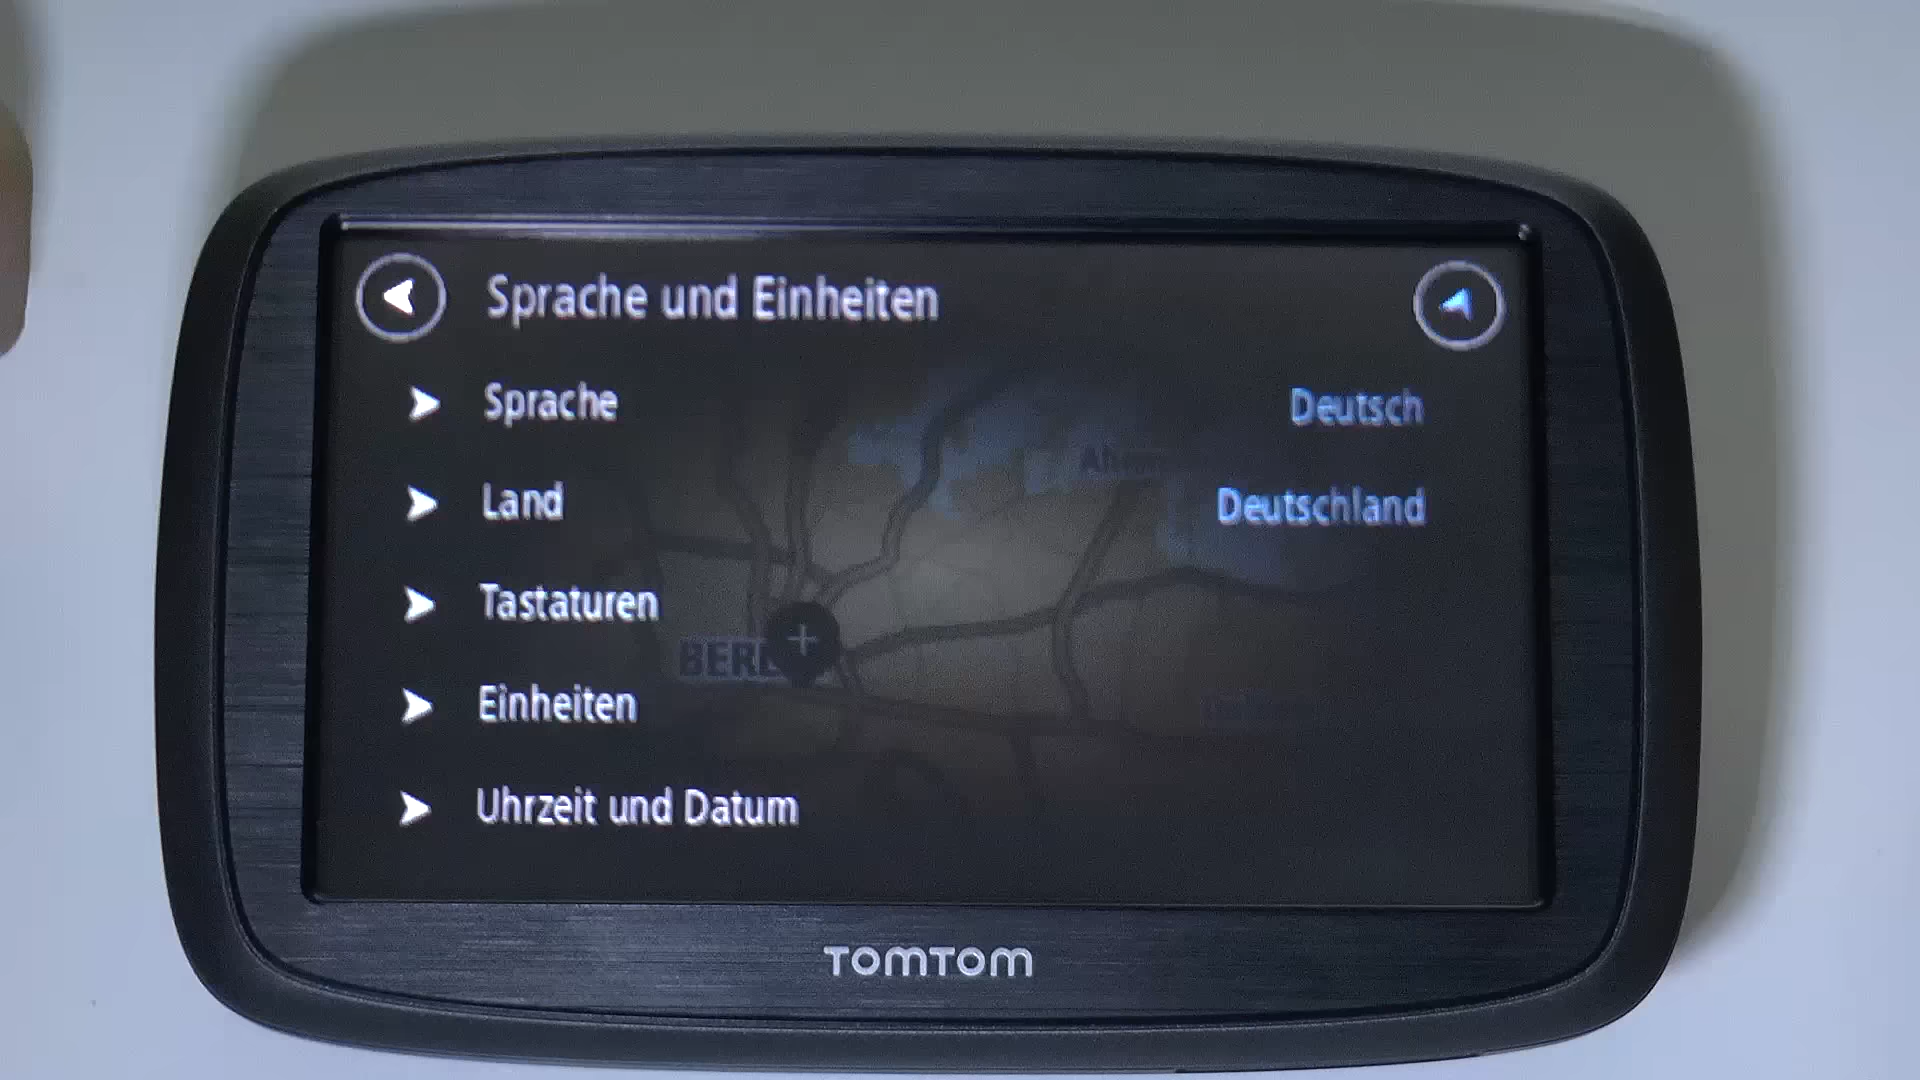 Sprache und Einheiten
Sprache Deutsch
Land Deutschland
Tastaturen
Einheiten
Uhrzeit und Datum
TOMTOM